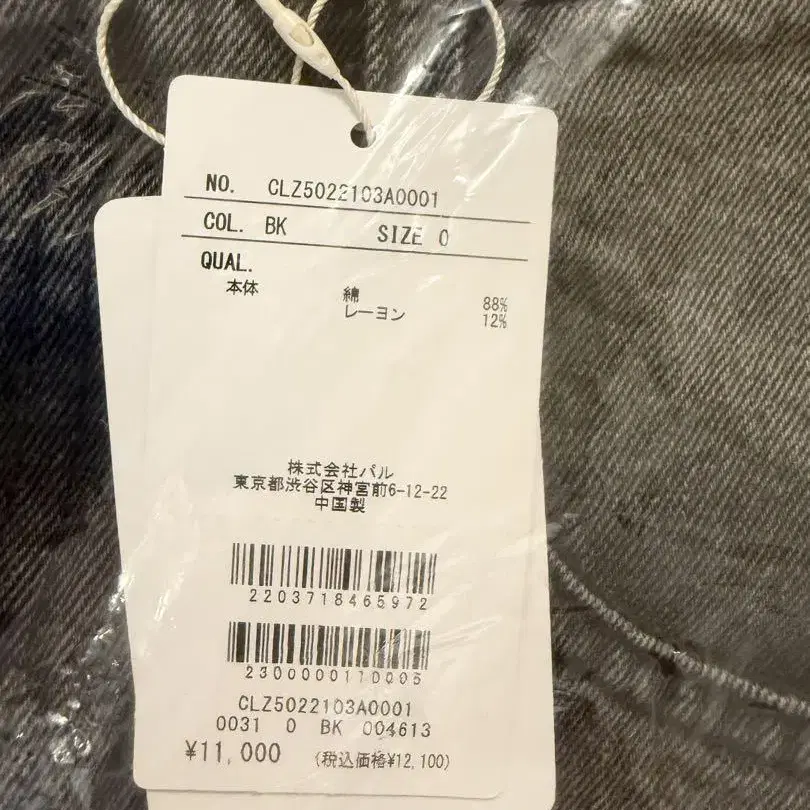 NO. CLZ5022103A0001
COL. BK SIZE 0
QUAL.
本体 綿 88%
レーヨン 12%
株式会社パル
東京都渋谷区神宮前6-12-22
中国製
2203718465972
2300000110005
CLZ5022103A0001
0031 0 BK 004613
¥11,000 (税込価格¥12,100)